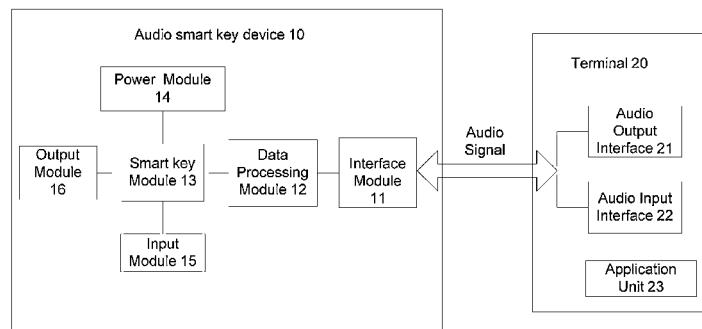 Audio smart key device 10
Power Module
14
Output
Module
16
Smart key
Module 13
Data
Processing
Module 12
Interface
Module
11
Input
Module 15
Audio
Signal
Terminal 20
Audio
Output
Interface 21
Audio Input
Interface 22
Application
Unit 23